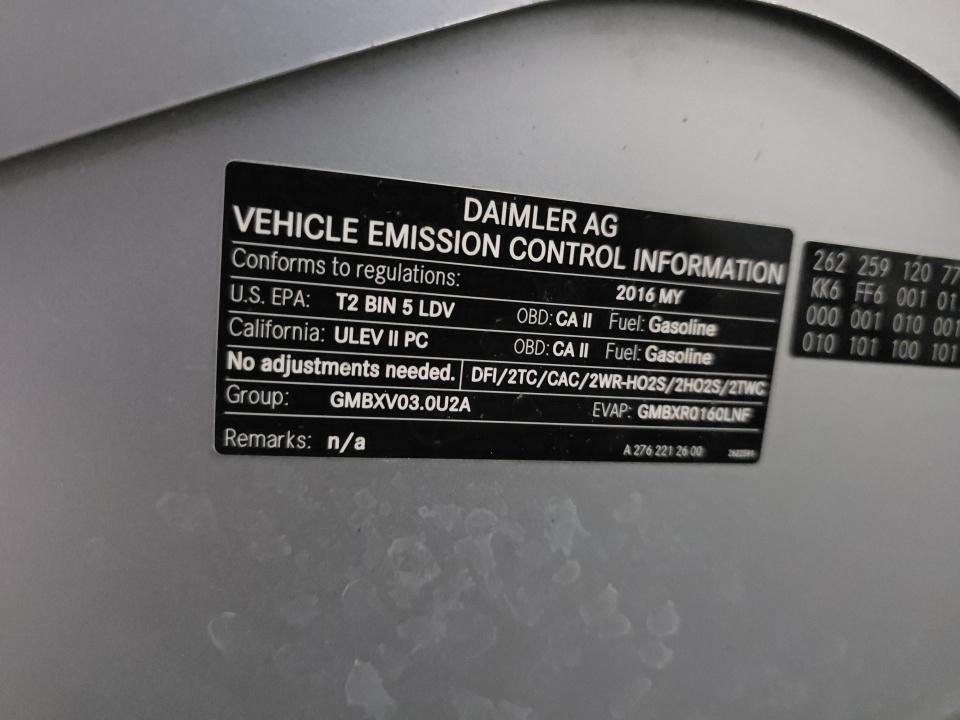 DAIMLER AG
VEHICLE EMISSION CONTROL INFORMATION
Conforms to regulations: 2016 MY
U.S. EPA: T2 BIN 5 LDV OBD: CA II Fuel: Gasoline
California: ULEV II PC OBD: CA II Fuel: Gasoline
No adjustments needed. DFI/2TC/CAC/2WR-HO2S/2HO2S/2TWC
Group: GMBXV03.0U2A EVAP: GMBXR0160LNF
Remarks: n/a A 276 221 26 00
262 259 120 77
KK6 FF6 001 01
000 001 010 001
010 101 100 101